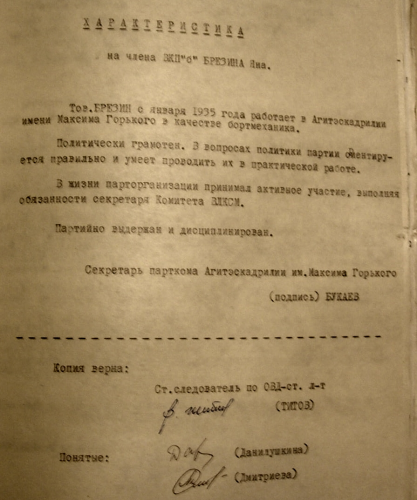 ХАРАКТЕРИСТИКА
на члена ВКП"б" БРЕЗИНА Яна.
Тов.БРЕЗИН с января 1935 года работает в Агитэскадрилии
имени Максима Горького в качестве бортмеханика.
Политически грамотен. В вопросах политики партии ориентиру-
ется правильно и умеет проводить их в практической работе.
В жизни парторганизации принимал активное участие, выполняя
обязанности секретаря Комитета ВЛКСМ.
Партийно выдержан и дисциплинирован.
Секретарь парткома Агитэскадрилии им.Максима Горького
(подпись) БУКАЕВ
Копия верна:
Ст.следователь по ОВД-ст. л-т
(ТИТОВ)
Понятые:
(Данилушкина)
(Дмитриева)